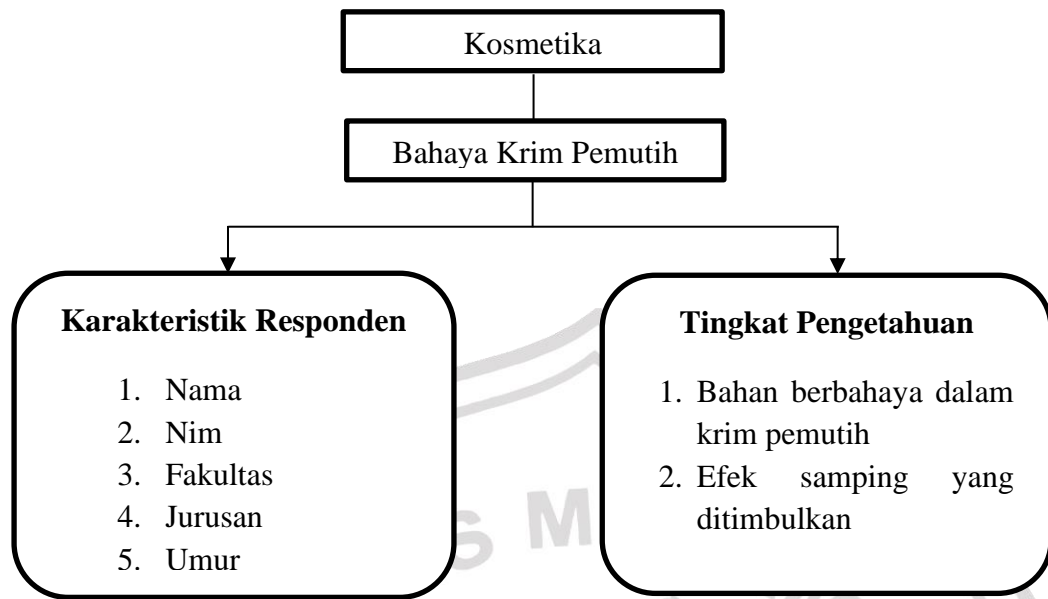 Kosmetika
Bahaya Krim Pemutih
Karakteristik Responden
1. Nama
2. Nim
3. Fakultas
4. Jurusan
5. Umur
Tingkat Pengetahuan
1. Bahan berbahaya dalam
krim pemutih
2. Efek samping yang
ditimbulkan
S M